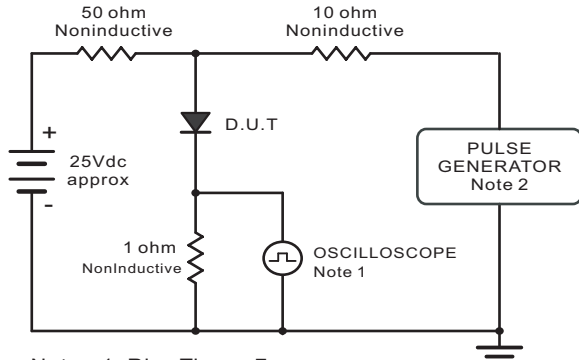 50 ohm
Noninductive
10 ohm
Noninductive
D.U.T
+
25Vdc
approx
-
PULSE
GENERATOR
Note 2
1 ohm
NonInductive
OSCILLOSCOPE
Note 1